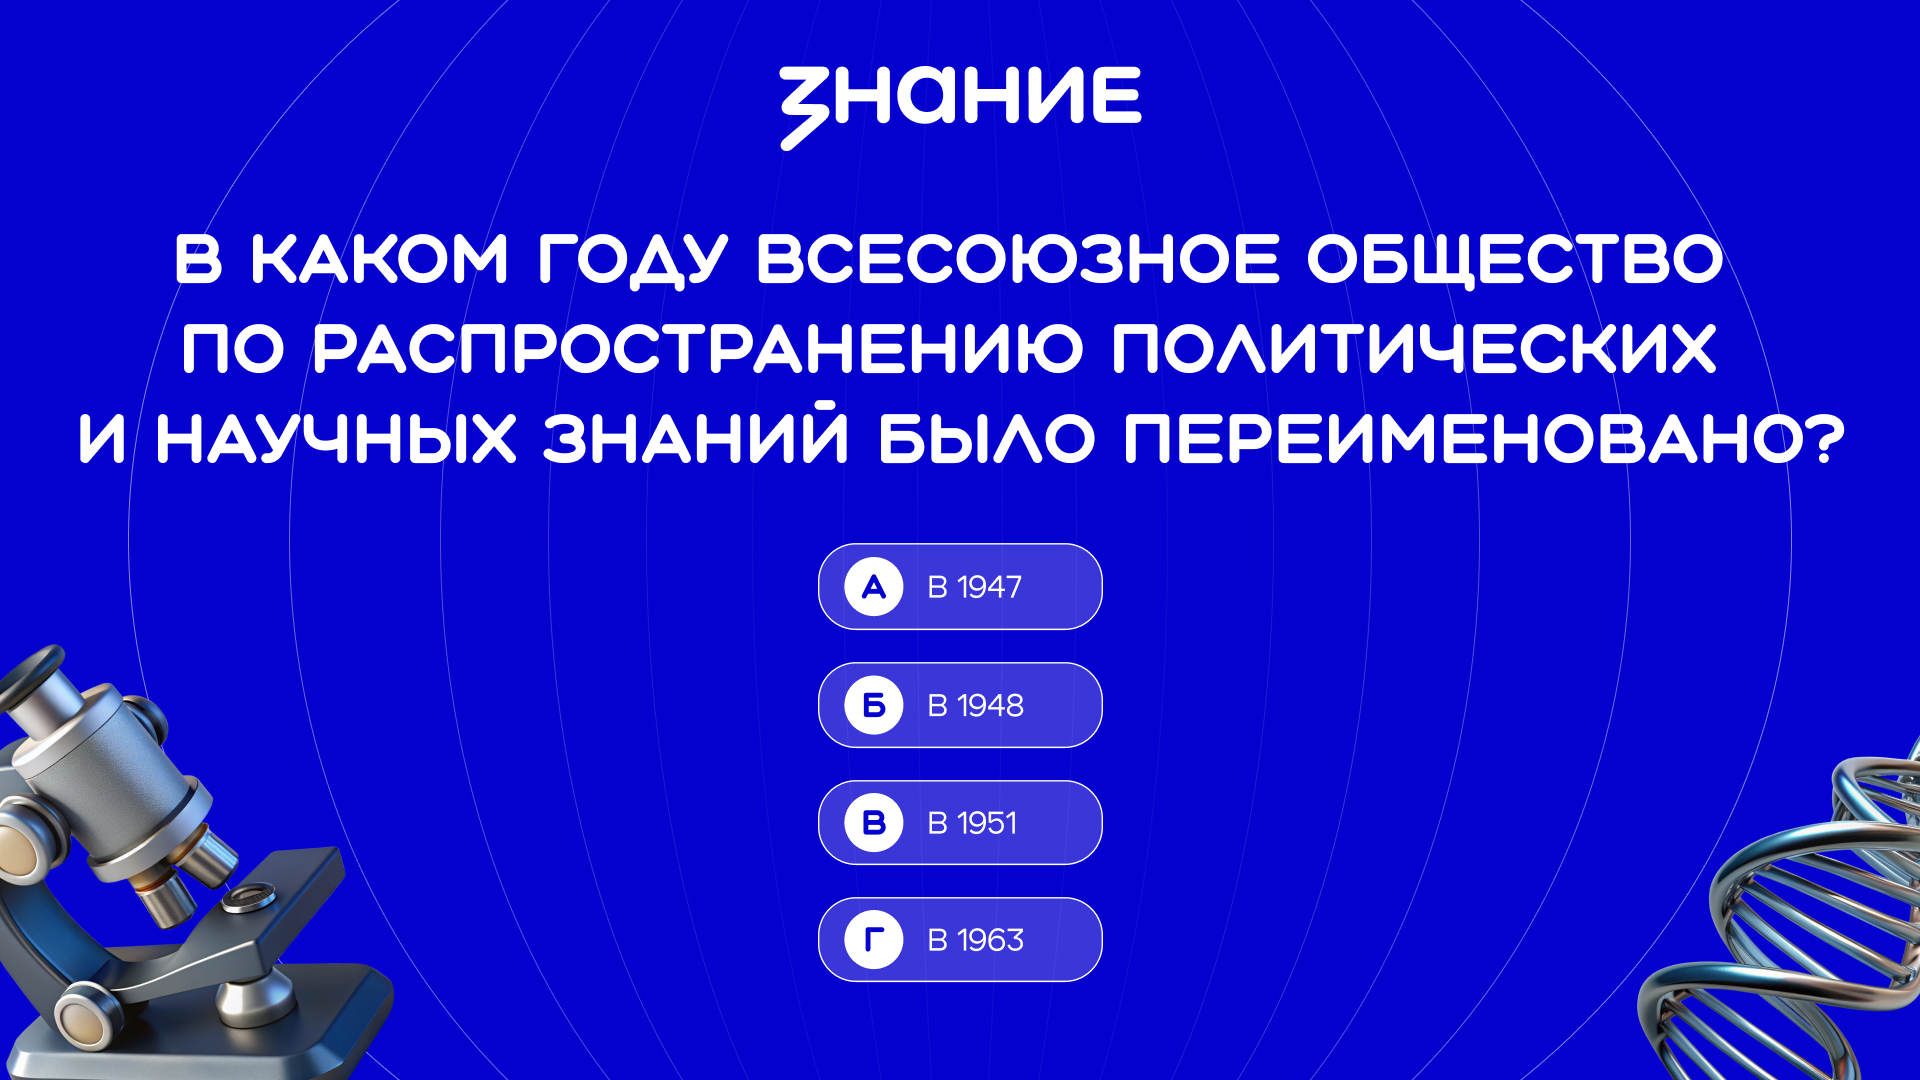 ЗНАНИЕ
В КАКОМ ГОДУ ВСЕСОЮЗНОЕ ОБЩЕСТВО
ПО РАСПРОСТРАНЕНИЮ ПОЛИТИЧЕСКИХ
И НАУЧНЫХ ЗНАНИЙ БЫЛО ПЕРЕИМЕНОВАНО?
А В 1947
Б В 1948
В В 1951
Г В 1963